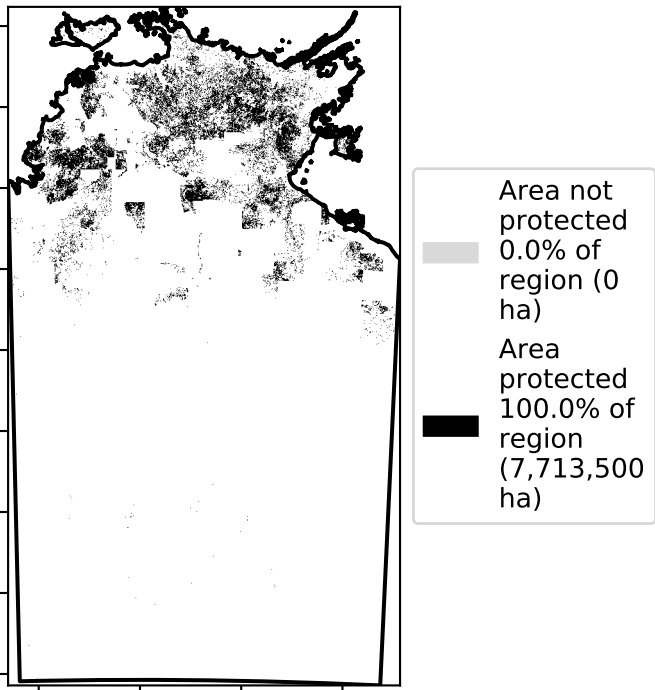 Area not
protected
0.0% of
region (0
ha)
Area
protected
100.0% of
region
(7,713,500
ha)